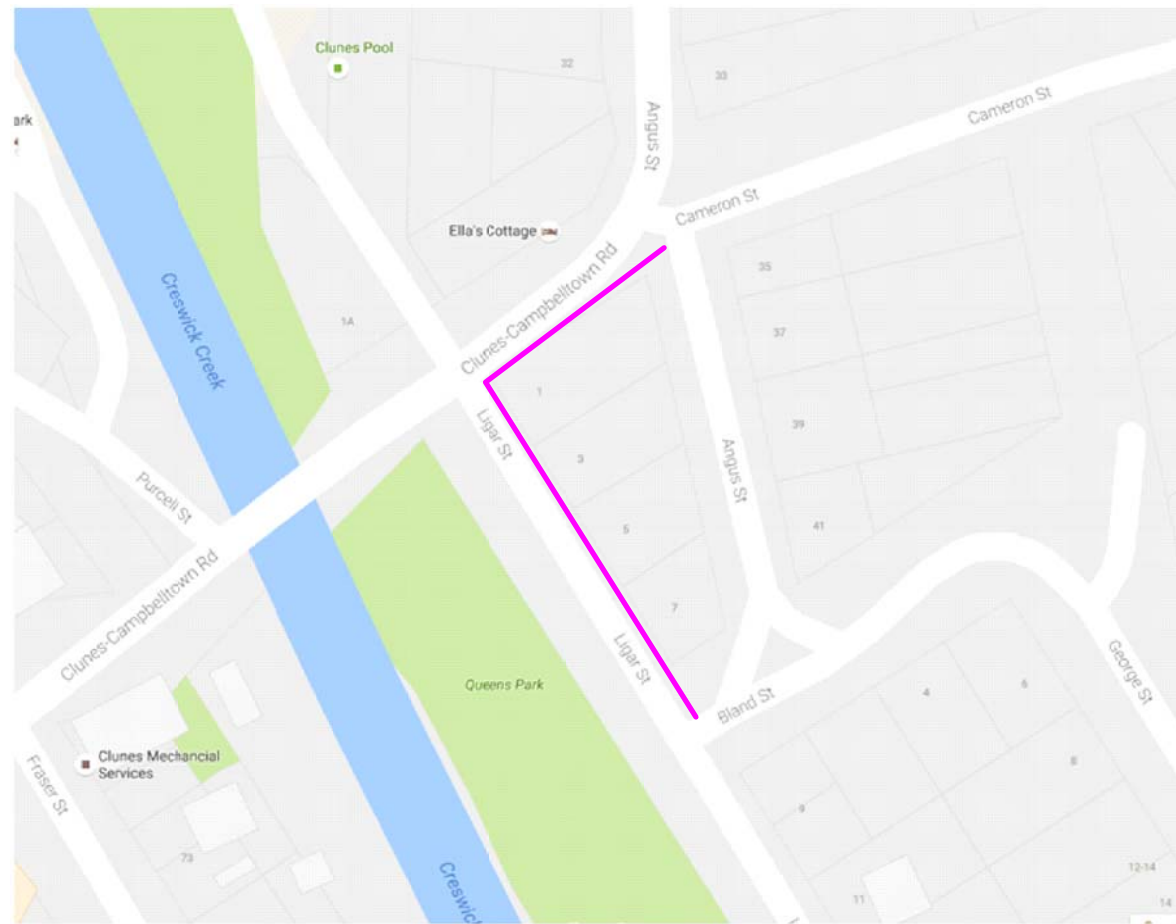 Clunes Pool
32
33
Cameron St
ark
Angus St
Cameron St
Ella's Cottage
35
Clunes-Campbelltown Rd
Creswick Creek
1A
37
1
Ligar St
39
3
Angus St
Purcell St
5
41
Clunes-Campbelltown Rd
7
Ligar St
George St
Queens Park
Bland St
4
6
Clunes Mechancial
Services
8
Fraser St
9
73
12-14
Creswick
11
14